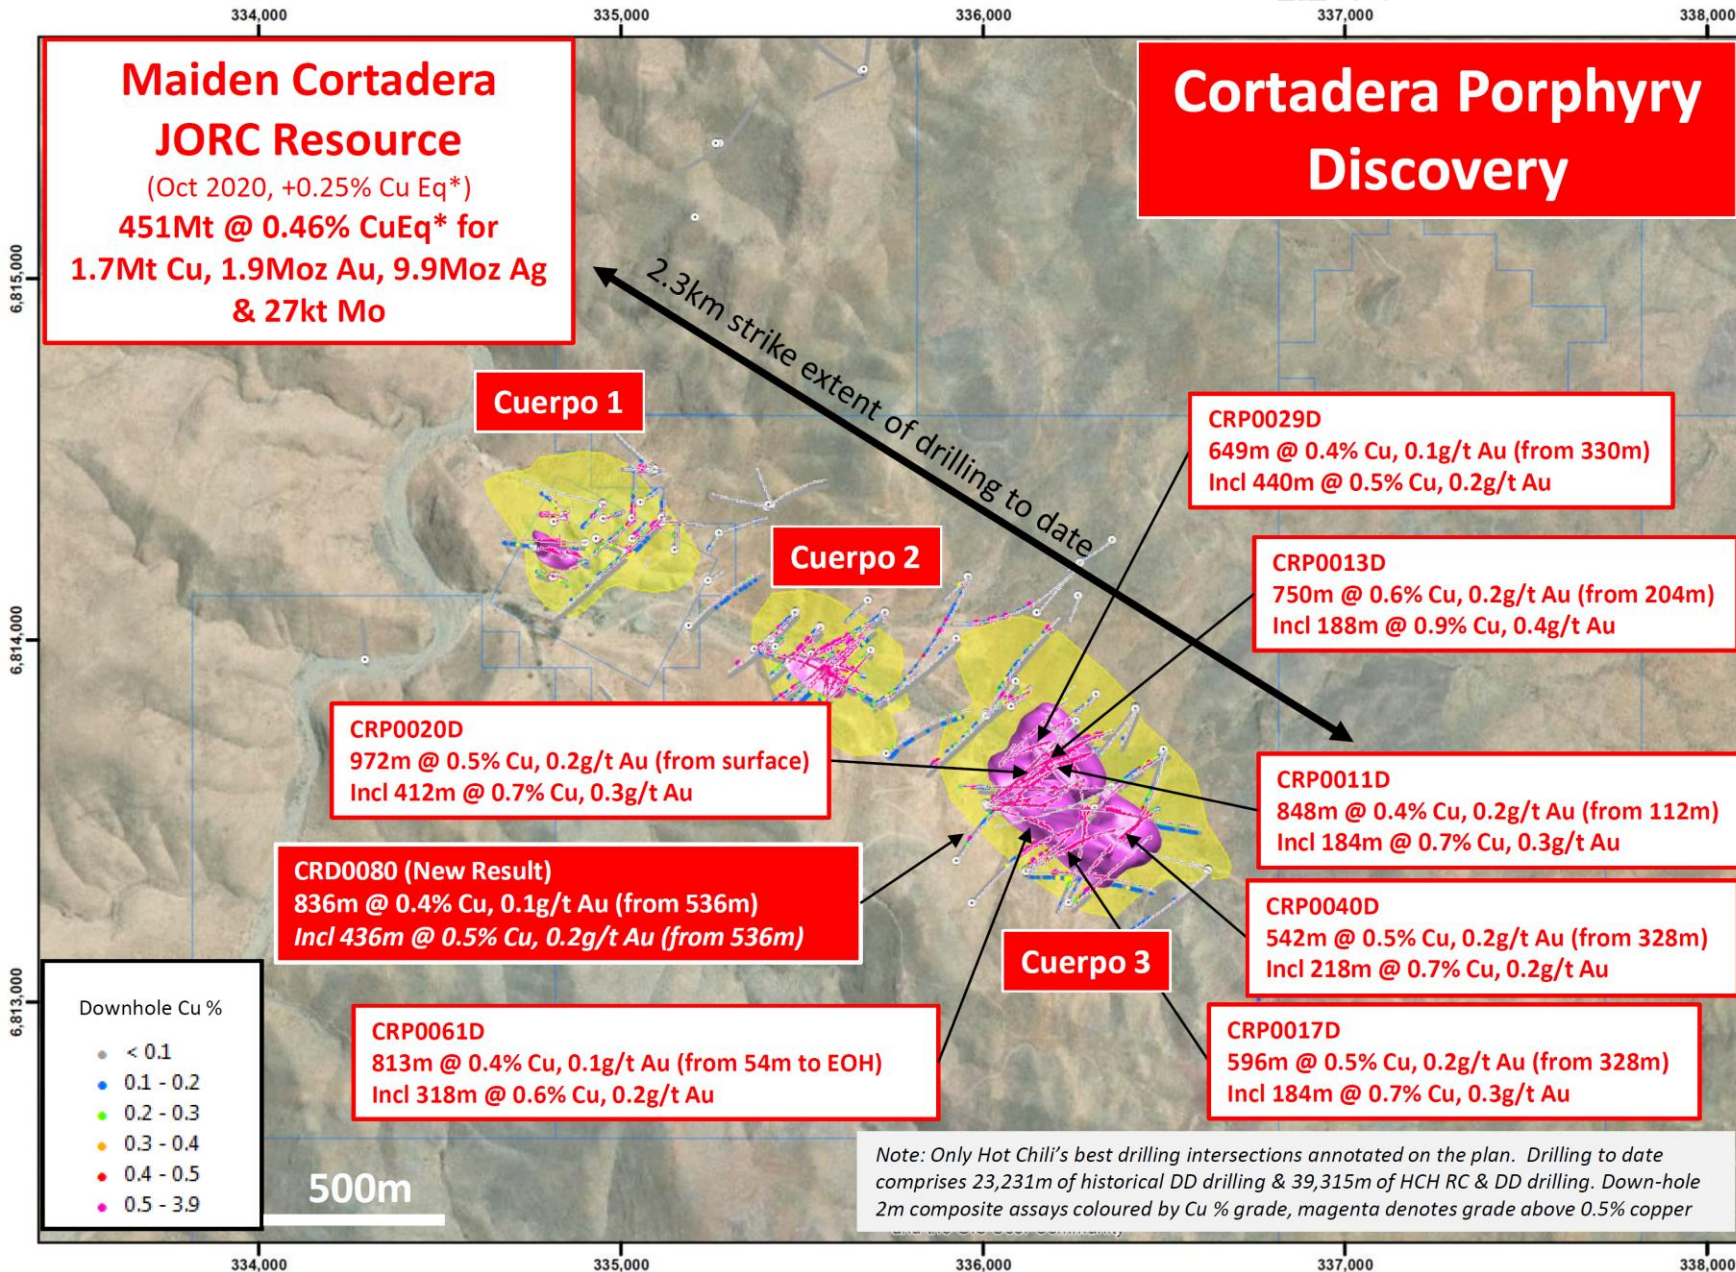 334,000
335,000
336,000
337,000
338,000
Maiden Cortadera
JORC Resource
(Oct 2020, +0.25% Cu Eq*)
451Mt @ 0.46% CuEq* for
1.7Mt Cu, 1.9Moz Au, 9.9Moz Ag
& 27kt Mo
Cortadera Porphyry
Discovery
6,815,000
6,814,000
6,813,000
2.3km strike extent of drilling to date
Cuerpo 1
Cuerpo 2
Cuerpo 3
CRP0029D
649m @ 0.4% Cu, 0.1g/t Au (from 330m)
Incl 440m @ 0.5% Cu, 0.2g/t Au
CRP0013D
750m @ 0.6% Cu, 0.2g/t Au (from 204m)
Incl 188m @ 0.9% Cu, 0.4g/t Au
CRP0020D
972m @ 0.5% Cu, 0.2g/t Au (from surface)
Incl 412m @ 0.7% Cu, 0.3g/t Au
CRP0011D
848m @ 0.4% Cu, 0.2g/t Au (from 112m)
Incl 184m @ 0.7% Cu, 0.3g/t Au
CRD0080 (New Result)
836m @ 0.4% Cu, 0.1g/t Au (from 536m)
Incl 436m @ 0.5% Cu, 0.2g/t Au (from 536m)
CRP0040D
542m @ 0.5% Cu, 0.2g/t Au (from 328m)
Incl 218m @ 0.7% Cu, 0.2g/t Au
CRP0061D
813m @ 0.4% Cu, 0.1g/t Au (from 54m to EOH)
Incl 318m @ 0.6% Cu, 0.2g/t Au
CRP0017D
596m @ 0.5% Cu, 0.2g/t Au (from 328m)
Incl 184m @ 0.7% Cu, 0.3g/t Au
Downhole Cu %
< 0.1
0.1 - 0.2
0.2 - 0.3
0.3 - 0.4
0.4 - 0.5
0.5 - 3.9
500m
Note: Only Hot Chili's best drilling intersections annotated on the plan. Drilling to date
comprises 23,231m of historical DD drilling & 39,315m of HCH RC & DD drilling. Down-hole
2m composite assays coloured by Cu % grade, magenta denotes grade above 0.5% copper
334,000
335,000
336,000
337,000
338,000